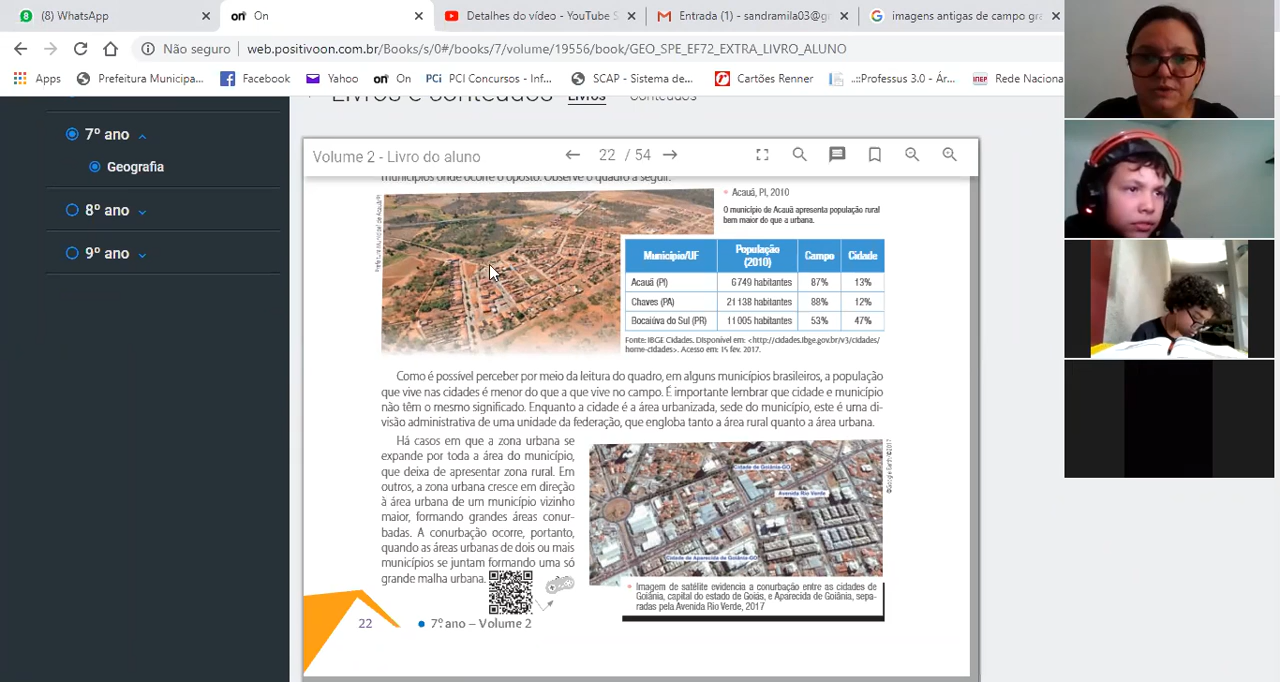 (8) WhatsApp
On
Detalhes do vídeo - YouTube S
Entrada (1) - sandramila03@g
imagens antigas de campo gra
Não seguro web.positivoon.com.br/Books/s/0#/books/7/volume/19556/book/GEO_SPE_EF72_EXTRA_LIVRO_ALUNO
Apps Prefeitura Municipa... Facebook Yahoo On PCI Concursos - Inf... SCAP - Sistema de... Cartões Renner ..::Professus 3.0 - Ár... Rede Naciona
Livros e conteúdos Livros Conteúdos
7º ano
Geografia
8º ano
9º ano
Volume 2 - Livro do aluno
22 / 54
municípios onde ocorre o oposto. Observe o quadro a seguir.
Acauã, PI, 2010
O município de Acauã apresenta população rural
bem maior do que a urbana.
Município/UF População (2010) Campo Cidade
Acauã (PI) 6 749 habitantes 87% 13%
Chaves (PA) 21 138 habitantes 88% 12%
Bocaiúva do Sul (PR) 11 005 habitantes 53% 47%
Fonte: IBGE Cidades. Disponível em: <http://cidades.ibge.gov.br/v3/cidades/
home-cidades>. Acesso em: 15 fev. 2017.
Como é possível perceber por meio da leitura do quadro, em alguns municípios brasileiros, a população
que vive nas cidades é menor do que a que vive no campo. É importante lembrar que cidade e município
não têm o mesmo significado. Enquanto a cidade é a área urbanizada, sede do município, este é uma di-
visão administrativa de uma unidade da federação, que engloba tanto a área rural quanto a área urbana.
Há casos em que a zona urbana se
expande por toda a área do município,
que deixa de apresentar zona rural. Em
outros, a zona urbana cresce em direção
à área urbana de um município vizinho
maior, formando grandes áreas conur-
badas. A conurbação ocorre, portanto,
quando as áreas urbanas de dois ou mais
municípios se juntam formando uma só
grande malha urbana.
Cidade de Goiânia-GO
Avenida Rio Verde
Cidade de Aparecida de Goiânia-GO
©Google Earth/©2017
Imagem de satélite evidencia a conurbação entre as cidades de
Goiânia, capital do estado de Goiás, e Aparecida de Goiânia, sepa-
radas pela Avenida Rio Verde, 2017
22
7º. ano – Volume 2